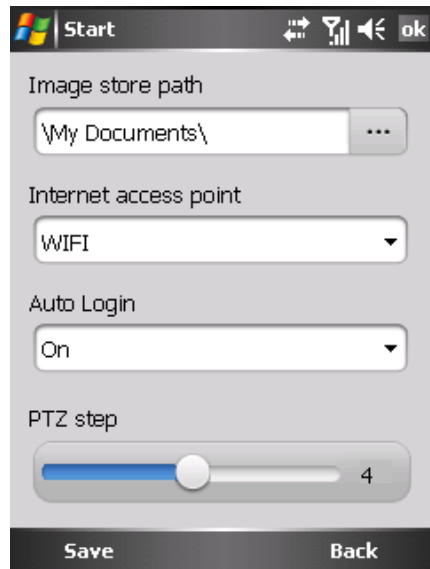 Start ok
Image store path
\My Documents\ ...
Internet access point
WIFI
Auto Login
On
PTZ step
4
Save Back